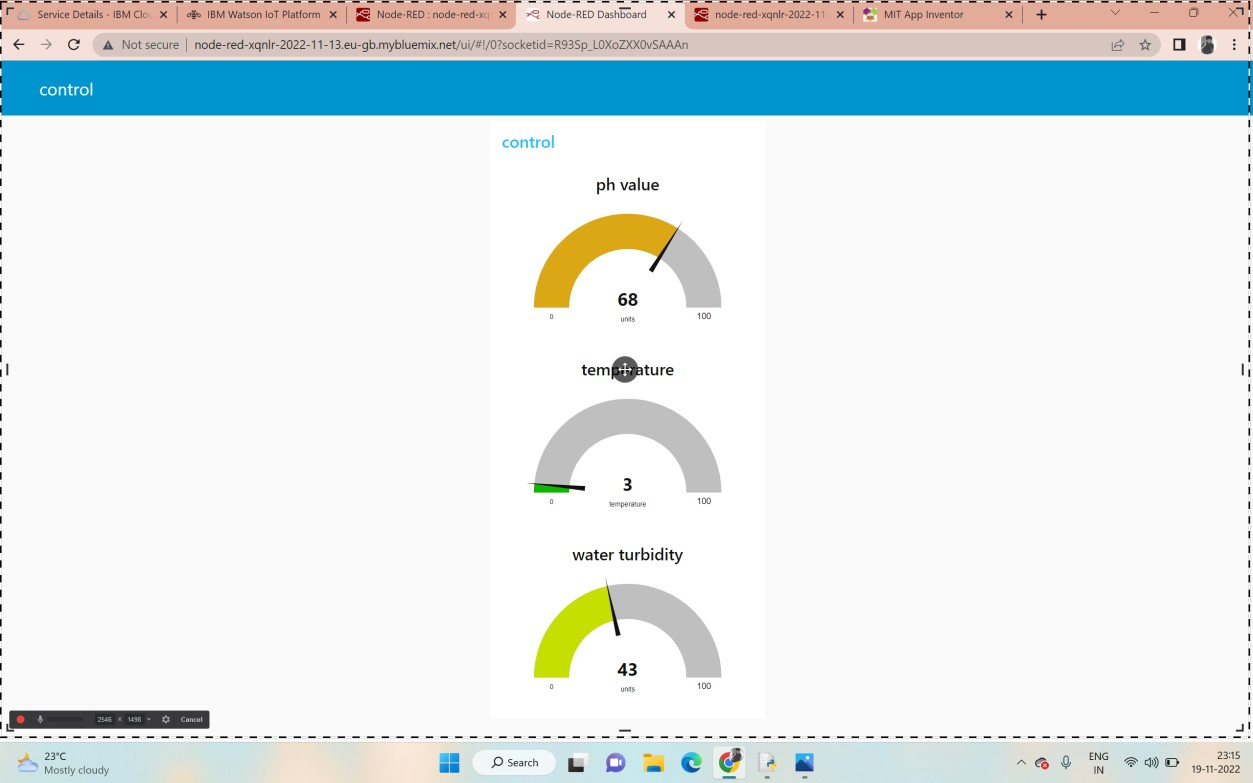 Service Details - IBM Clo
IBM Watson IoT Platform
Node-RED : node-red-xq
Node-RED Dashboard
node-red-xqnlr-2022-11-
MIT App Inventor
Not secure
node-red-xqnlr-2022-11-13.eu-gb.mybluemix.net/ui/#!/0?socketid=R93Sp_L0XoZXX0vSAAAn
control
control
ph value
68
units
0
100
temperature
3
temperature
0
100
water turbidity
43
units
0
100
2546 x 1498
Cancel
23°C
Mostly cloudy
Search
ENG
IN
23:15
19-11-2022